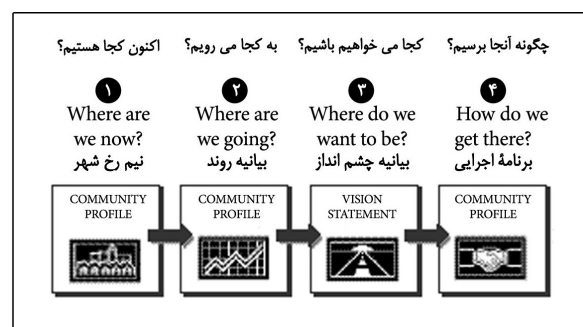 اکنون کجا هستیم؟
به کجا می رویم؟
کجا می خواهیم باشیم؟
چگونه آنجا برسیم؟
۱
Where are
we now?
نیم رخ شهر
COMMUNITY
PROFILE
۲
Where are
we going?
بیانیه روند
COMMUNITY
PROFILE
۳
Where do we
want to be?
بیانیه چشم انداز
VISION
STATEMENT
۴
How do we
get there?
برنامهٔ اجرایی
COMMUNITY
PROFILE